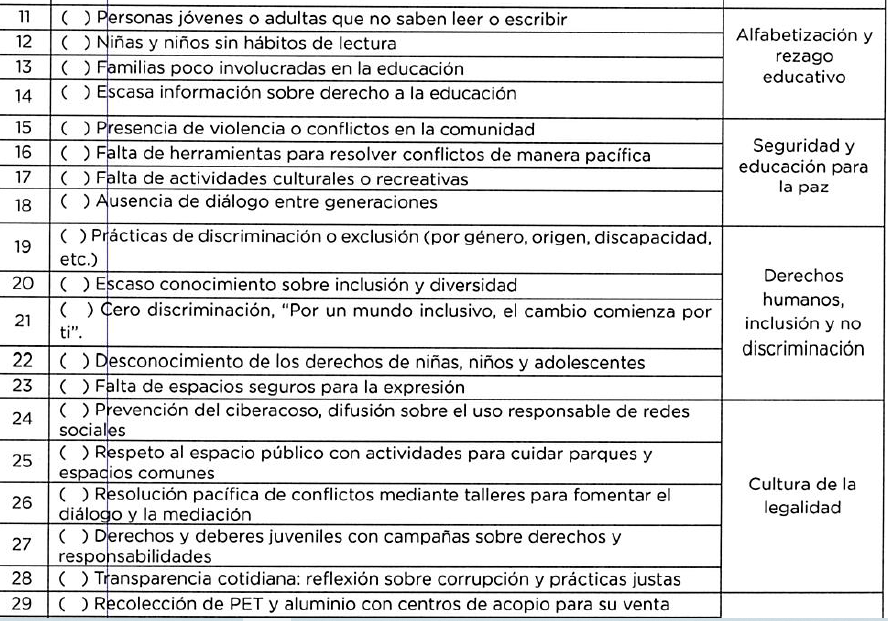 11 ( ) Personas jóvenes o adultas que no saben leer o escribir
12 ( ) Niñas y niños sin hábitos de lectura
13 ( ) Familias poco involucradas en la educación
14 ( ) Escasa información sobre derecho a la educación
Alfabetización y
rezago
educativo
15 ( ) Presencia de violencia o conflictos en la comunidad
16 ( ) Falta de herramientas para resolver conflictos de manera pacífica
17 ( ) Falta de actividades culturales o recreativas
18 ( ) Ausencia de diálogo entre generaciones
Seguridad y
educación para
la paz
19 ( ) Prácticas de discriminación o exclusión (por género, origen, discapacidad,
etc.)
20 ( ) Escaso conocimiento sobre inclusión y diversidad
21 ( ) Cero discriminación, “Por un mundo inclusivo, el cambio comienza por
ti”.
22 ( ) Desconocimiento de los derechos de niñas, niños y adolescentes
23 ( ) Falta de espacios seguros para la expresión
Derechos
humanos,
inclusión y no
discriminación
24 ( ) Prevención del ciberacoso, difusión sobre el uso responsable de redes
sociales
25 ( ) Respeto al espacio público con actividades para cuidar parques y
espacios comunes
26 ( ) Resolución pacífica de conflictos mediante talleres para fomentar el
diálogo y la mediación
27 ( ) Derechos y deberes juveniles con campañas sobre derechos y
responsabilidades
28 ( ) Transparencia cotidiana: reflexión sobre corrupción y prácticas justas
Cultura de la
legalidad
29 ( ) Recolección de PET y aluminio con centros de acopio para su venta